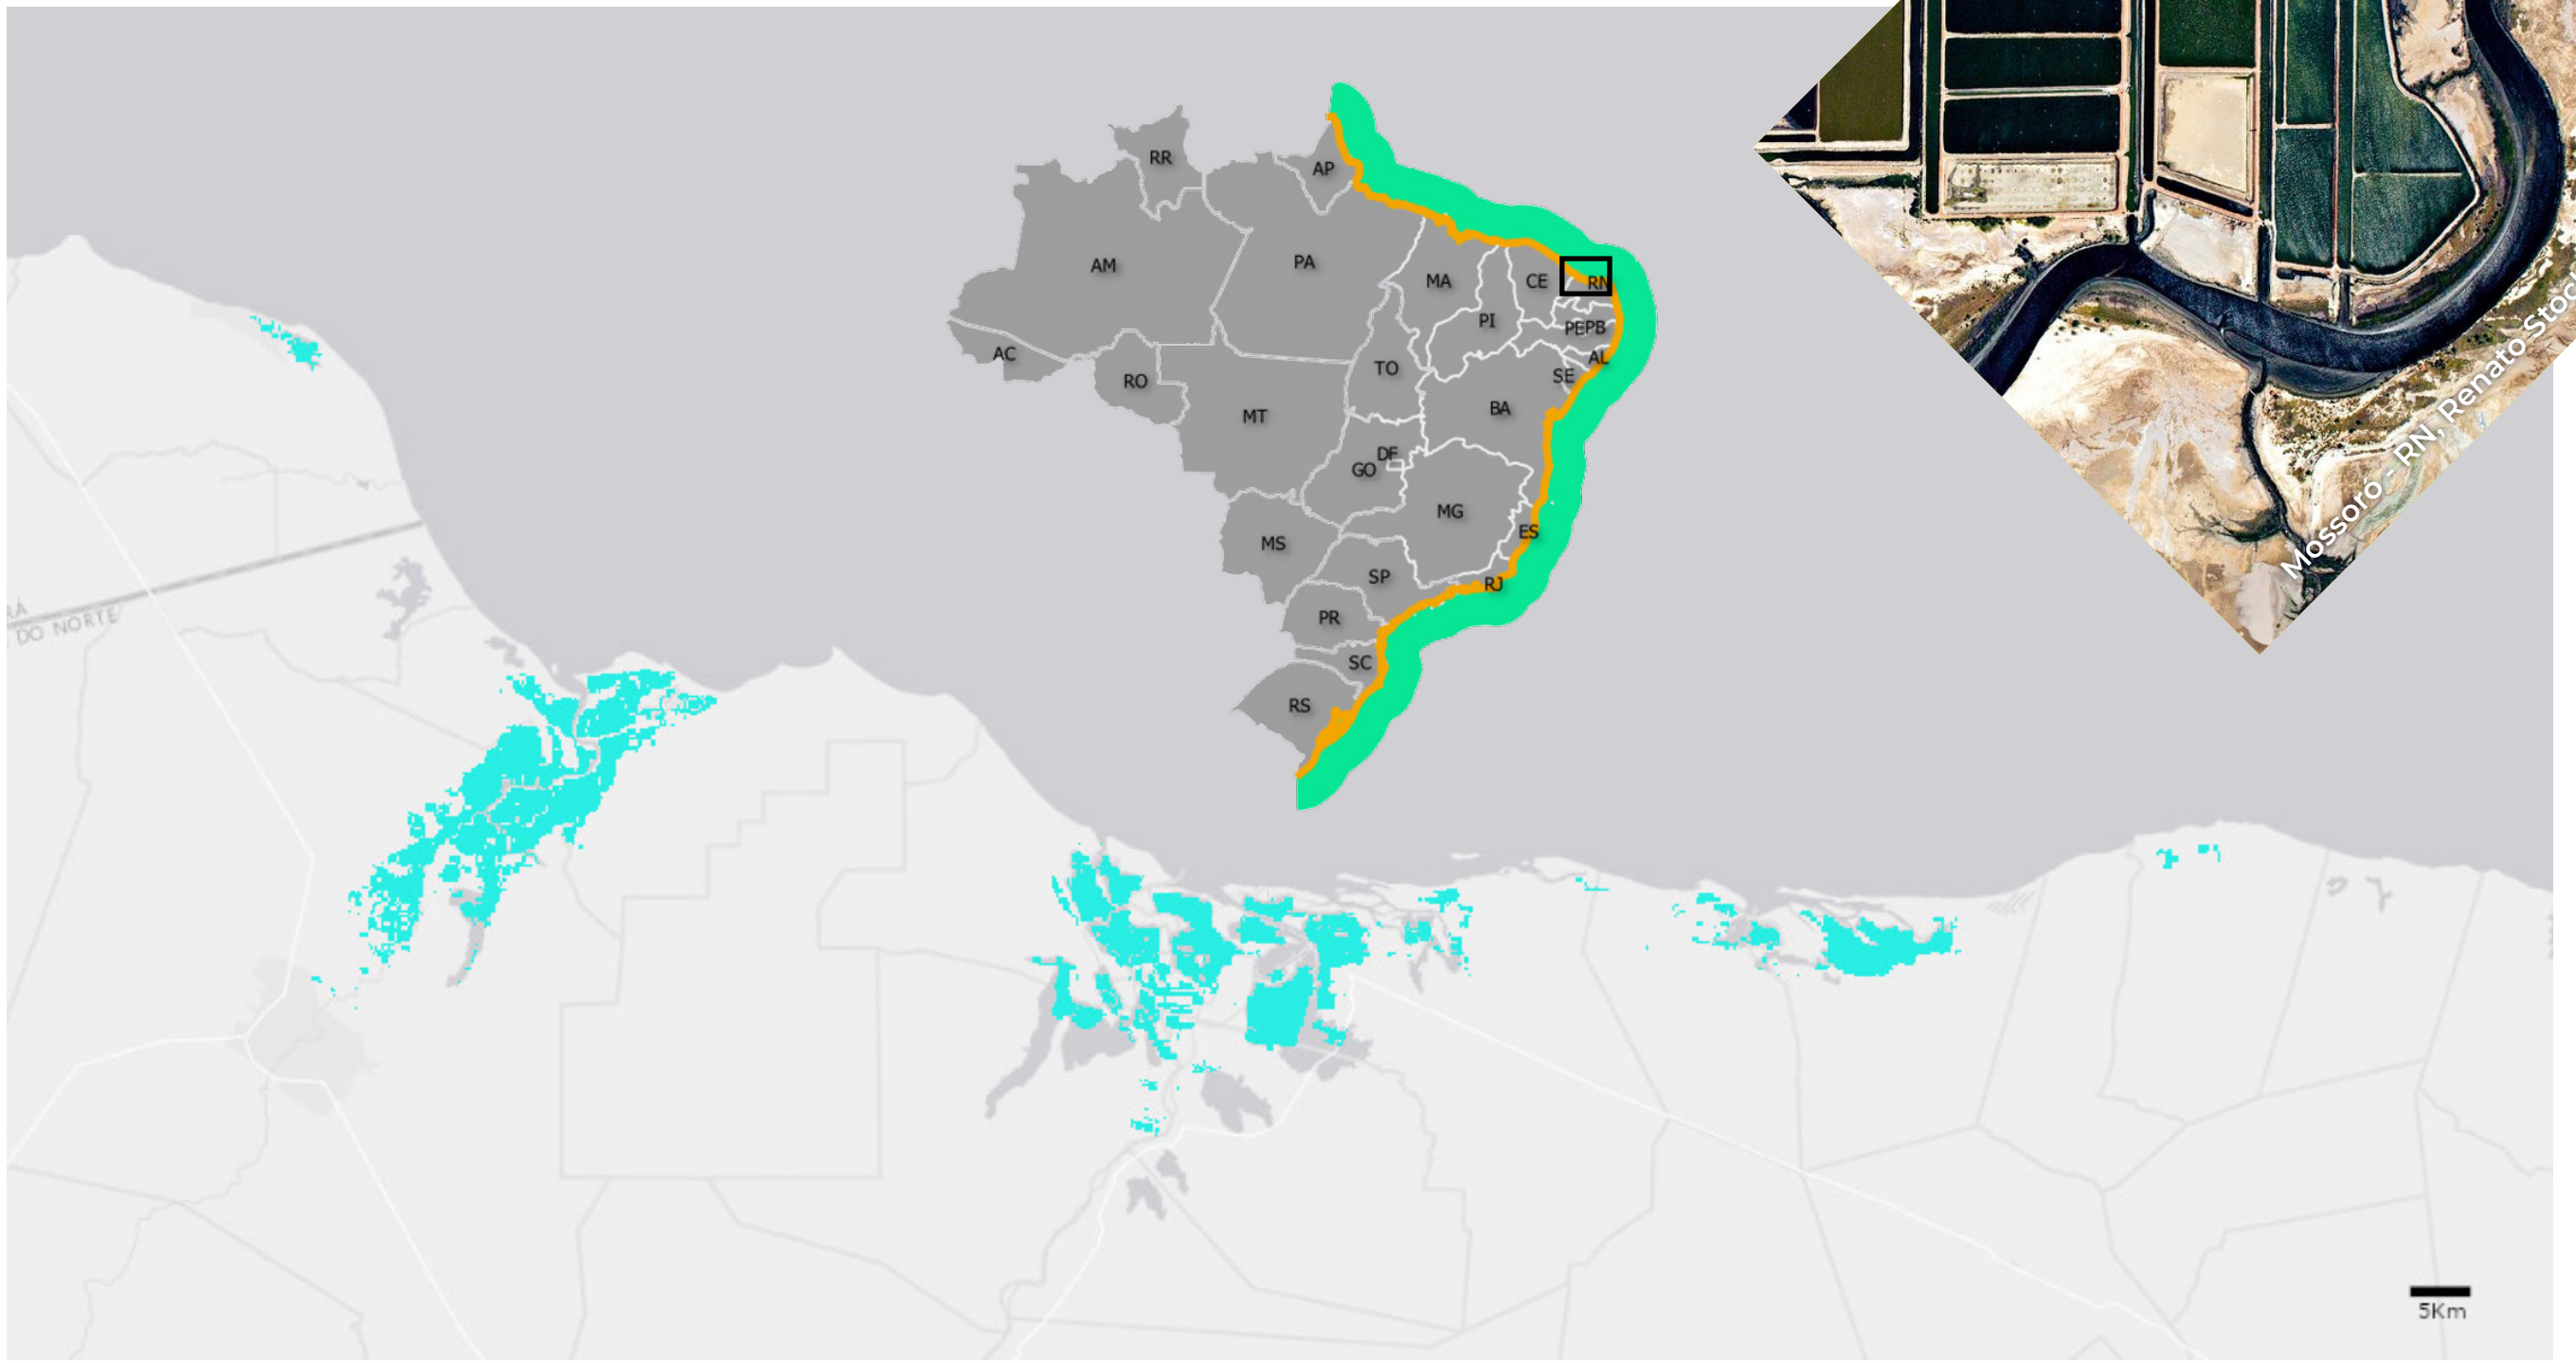 RR
AP
AM
PA
MA
CE
RN
PI
PE
PB
AC
AL
TO
SE
RO
BA
MT
DF
GO
MG
MS
ES
SP
RJ
PR
SC
RS
Mossoró - RN, Renato Stoc
RÁ
DO NORTE
5Km